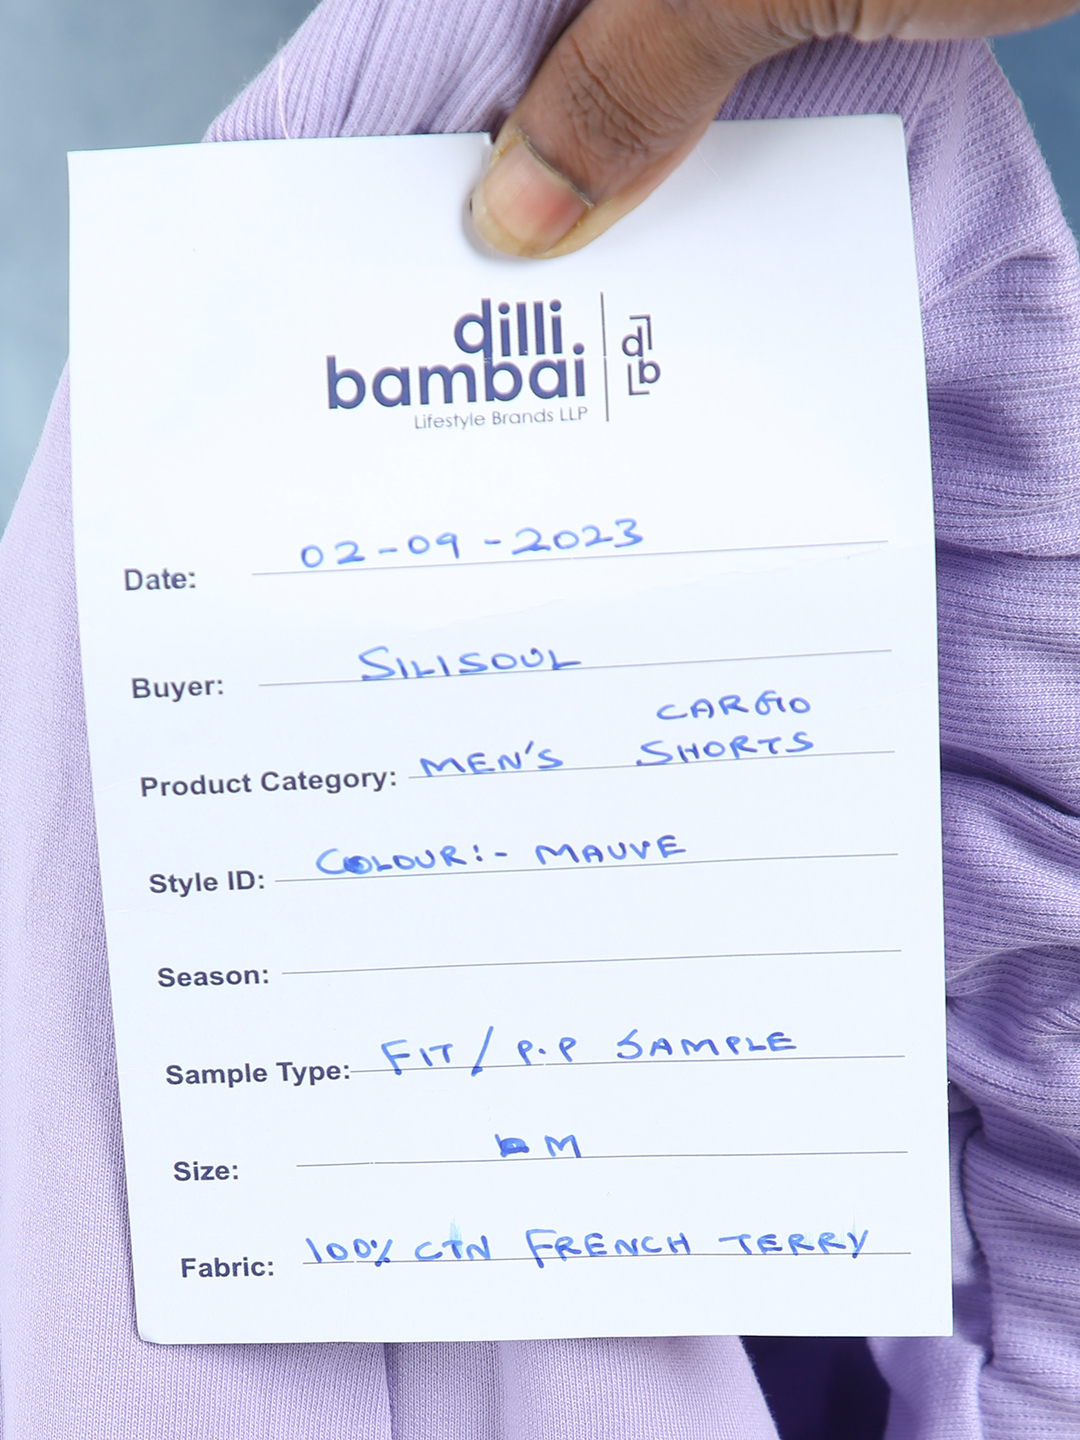 dilli
bambai
Lifestyle Brands LLP
d
b
Date: 02-09-2023
Buyer: SILISOUL
Product Category: MEN'S CARGO SHORTS
Style ID: COLOUR:- MAUVE
Season:
Sample Type: FIT / P.P SAMPLE
Size: M
Fabric: 100% CTN FRENCH TERRY